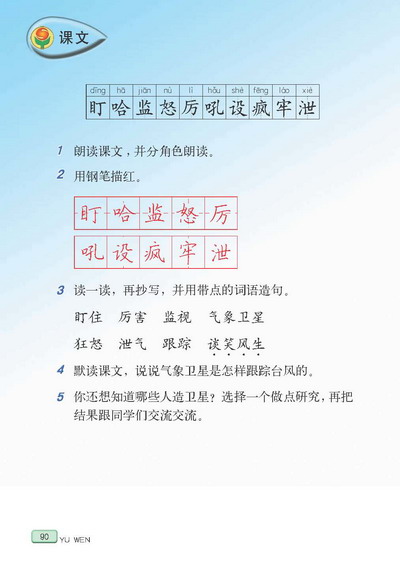 课文
dīng hā jiān nù lì hǒu shè fēng láo xiè
盯哈监怒厉吼设疯牢泄
1 朗读课文，并分角色朗读。
2 用钢笔描红。
盯哈监怒厉
吼设疯牢泄
3 读一读，再抄写，并用带点的词语造句。
盯住 厉害 监视 气象卫星
狂怒 泄气 跟踪 谈笑风生
4 默读课文，说说气象卫星是怎样跟踪台风的。
5 你还想知道哪些人造卫星？选择一个做点研究，再把
结果跟同学们交流交流。
90 YU WEN